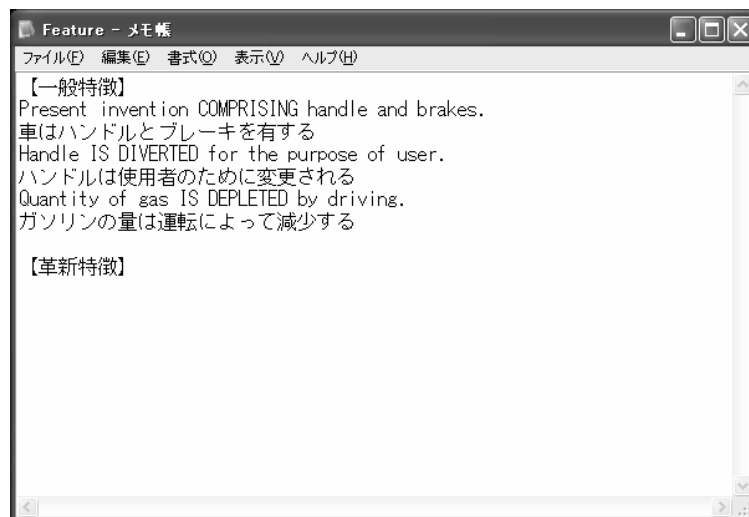 Feature - メモ帳
ファイル(F) 編集(E) 書式(O) 表示(V) ヘルプ(H)
【一般特徴】
Present invention COMPRISING handle and brakes.
車はハンドルとブレーキを有する
Handle IS DIVERTED for the purpose of user.
ハンドルは使用者のために変更される
Quantity of gas IS DEPLETED by driving.
ガソリンの量は運転によって減少する
【革新特徴】